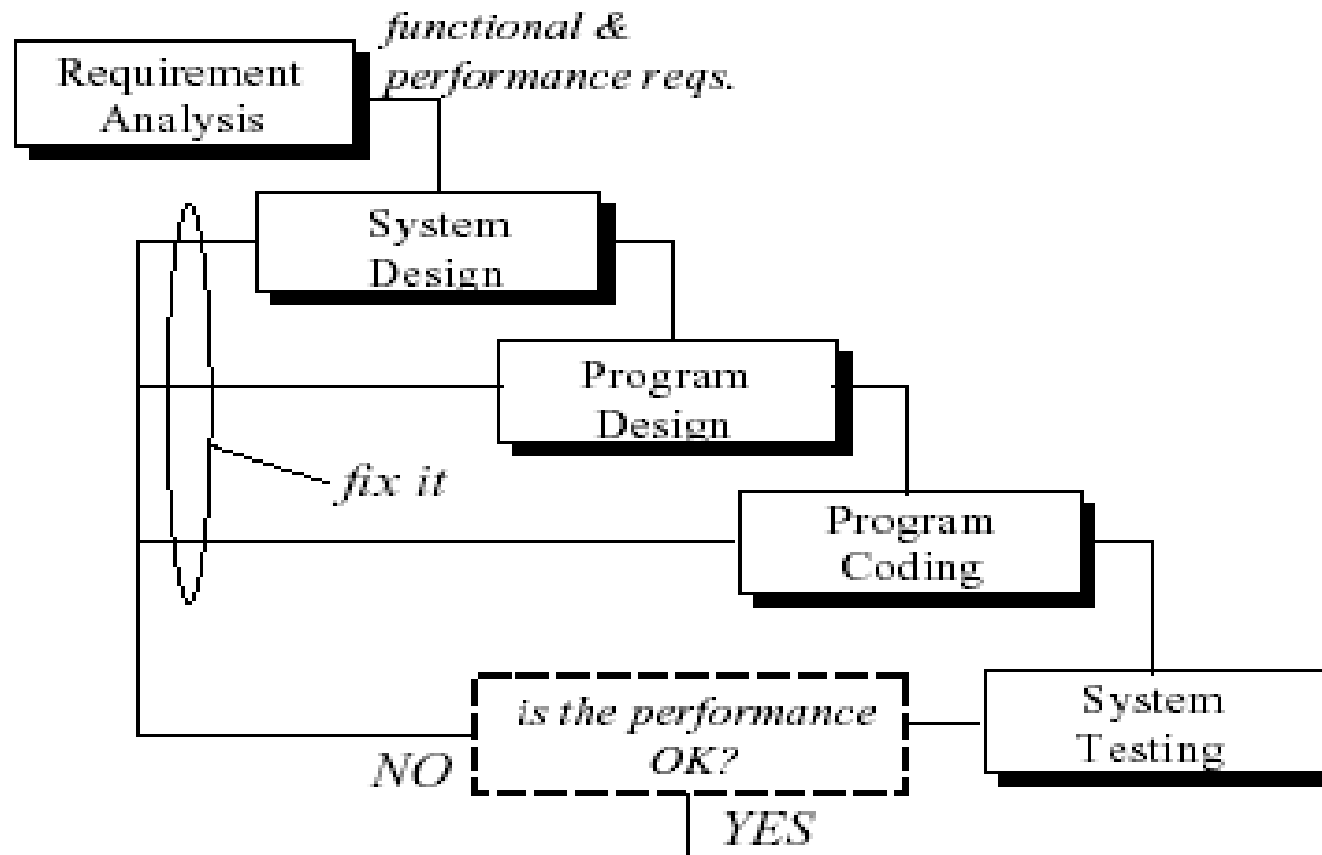 functional &
performance reqs.
Requirement
Analysis
System
Design
Program
Design
fix it
Program
Coding
System
Testing
is the performance
OK?
NO
YES